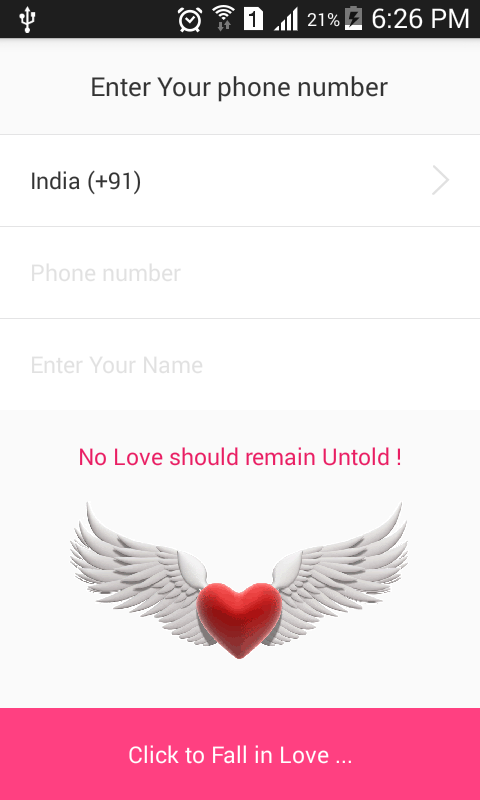 1 21% 6:26 PM
Enter Your phone number
India (+91)
Phone number
Enter Your Name
No Love should remain Untold !
Click to Fall in Love ...